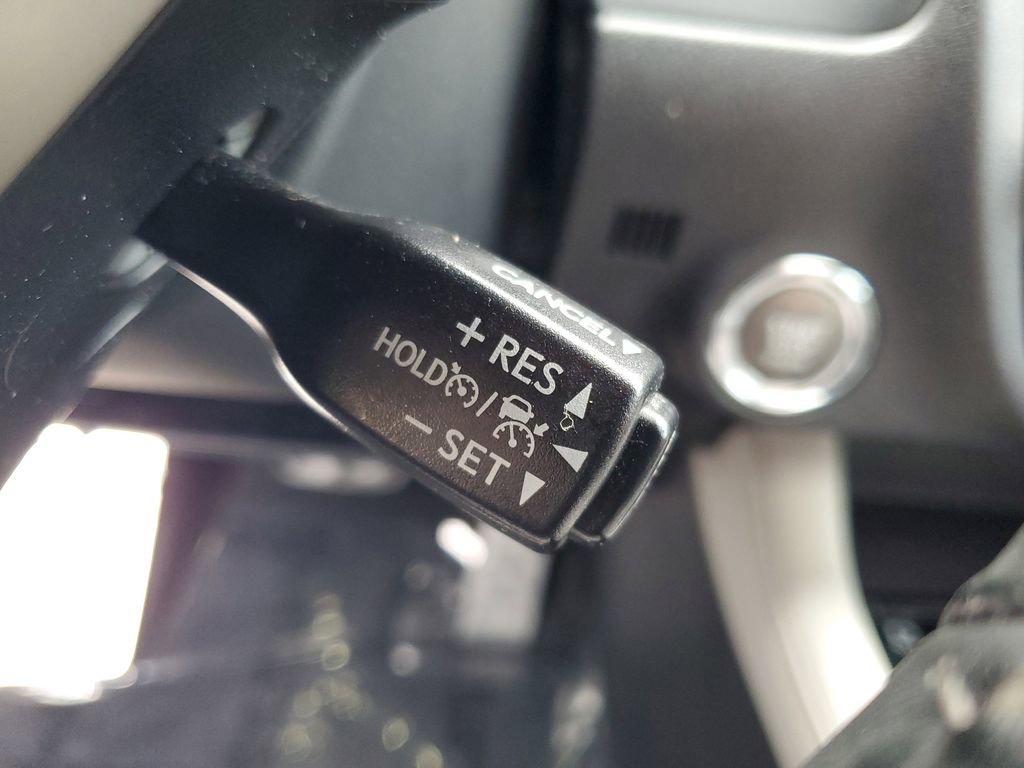 CANCEL
+ RES
HOLD /
– SET